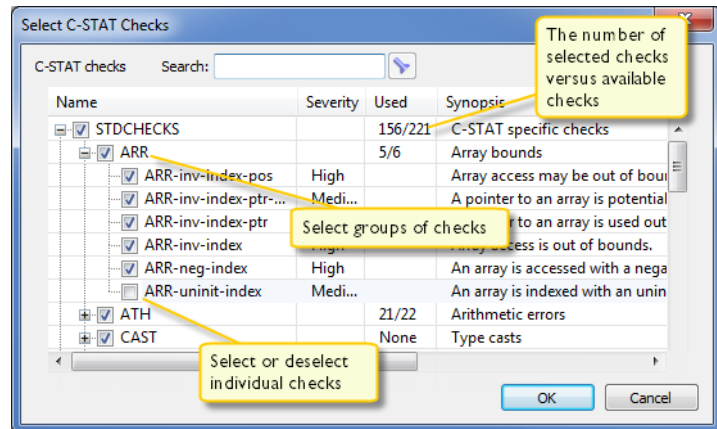 Select C-STAT Checks
The number of
selected checks
versus available
checks
C-STAT checks Search:
Name Severity Used Synopsis
STDCHECKS 156/221 C-STAT specific checks
ARR 5/6 Array bounds
ARR-inv-index-pos High Array access may be out of boun
ARR-inv-index-ptr-... Medi... A pointer to an array is potential
ARR-inv-index-ptr to an array is used out
Select groups of checks
ARR-inv-index access is out of bounds.
ARR-neg-index High An array is accessed with a nega
ARR-uninit-index Medi... An array is indexed with an unin
ATH 21/22 Arithmetic errors
CAST None Type casts
Select or deselect
individual checks
OK Cancel